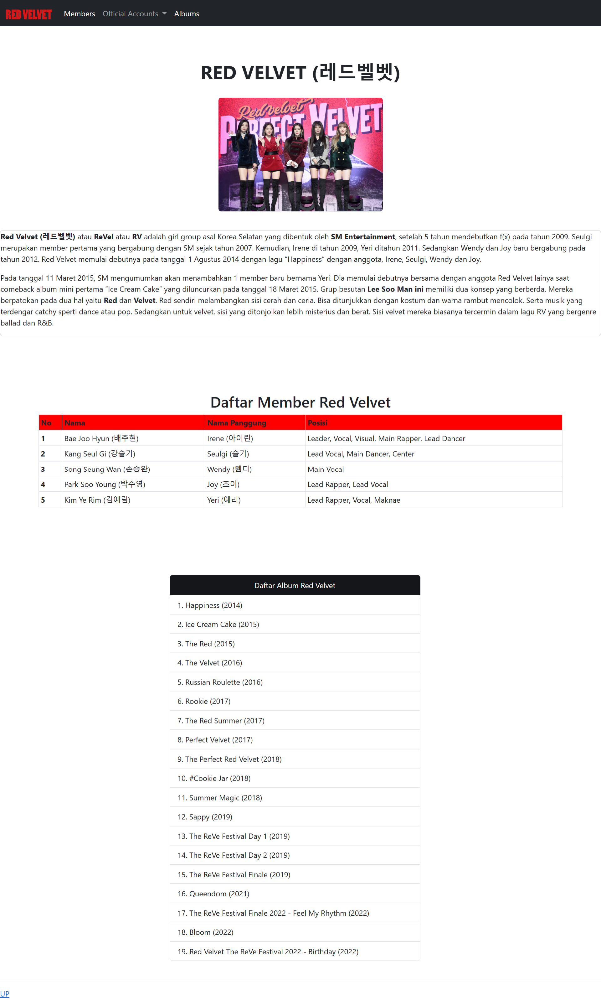 RED VELVET Members Official Accounts Albums
RED VELVET (레드벨벳)
Red Velvet
PERFECT VELVET
Red Velvet (레드벨벳) atau ReVel atau RV adalah girl group asal Korea Selatan yang dibentuk oleh SM Entertainment, setelah 5 tahun mendebutkan f(x) pada tahun 2009. Seulgi
merupakan member pertama yang bergabung dengan SM sejak tahun 2007. Kemudian, Irene di tahun 2009, Yeri ditahun 2011. Sedangkan Wendy dan Joy baru bergabung pada
tahun 2012. Red Velvet memulai debutnya pada tanggal 1 Agustus 2014 dengan lagu “Happiness” dengan anggota, Irene, Seulgi, Wendy dan Joy.
Pada tanggal 11 Maret 2015, SM mengumumkan akan menambahkan 1 member baru bernama Yeri. Dia memulai debutnya bersama dengan anggota Red Velvet lainya saat
comeback album mini pertama “Ice Cream Cake” yang diluncurkan pada tanggal 18 Maret 2015. Grup besutan Lee Soo Man ini memiliki dua konsep yang berberda. Mereka
berpatokan pada dua hal yaitu Red dan Velvet. Red sendiri melambangkan sisi cerah dan ceria. Bisa ditunjukkan dengan kostum dan warna rambut mencolok. Serta musik yang
terdengar catchy sperti dance atau pop. Sedangkan untuk velvet, sisi yang ditonjolkan lebih misterius dan berat. Sisi velvet mereka biasanya tercermin dalam lagu RV yang bergenre
ballad dan R&B.
Daftar Member Red Velvet
No Nama Nama Panggung Posisi
1 Bae Joo Hyun (배주현) Irene (아이린) Leader, Vocal, Visual, Main Rapper, Lead Dancer
2 Kang Seul Gi (강슬기) Seulgi (슬기) Lead Vocal, Main Dancer, Center
3 Song Seung Wan (손승완) Wendy (웬디) Main Vocal
4 Park Soo Young (박수영) Joy (조이) Lead Rapper, Lead Vocal
5 Kim Ye Rim (김예림) Yeri (예리) Lead Rapper, Vocal, Maknae
Daftar Album Red Velvet
1. Happiness (2014)
2. Ice Cream Cake (2015)
3. The Red (2015)
4. The Velvet (2016)
5. Russian Roulette (2016)
6. Rookie (2017)
7. The Red Summer (2017)
8. Perfect Velvet (2017)
9. The Perfect Red Velvet (2018)
10. #Cookie Jar (2018)
11. Summer Magic (2018)
12. Sappy (2019)
13. The ReVe Festival Day 1 (2019)
14. The ReVe Festival Day 2 (2019)
15. The ReVe Festival Finale (2019)
16. Queendom (2021)
17. The ReVe Festival Finale 2022 - Feel My Rhythm (2022)
18. Bloom (2022)
19. Red Velvet The ReVe Festival 2022 - Birthday (2022)
UP